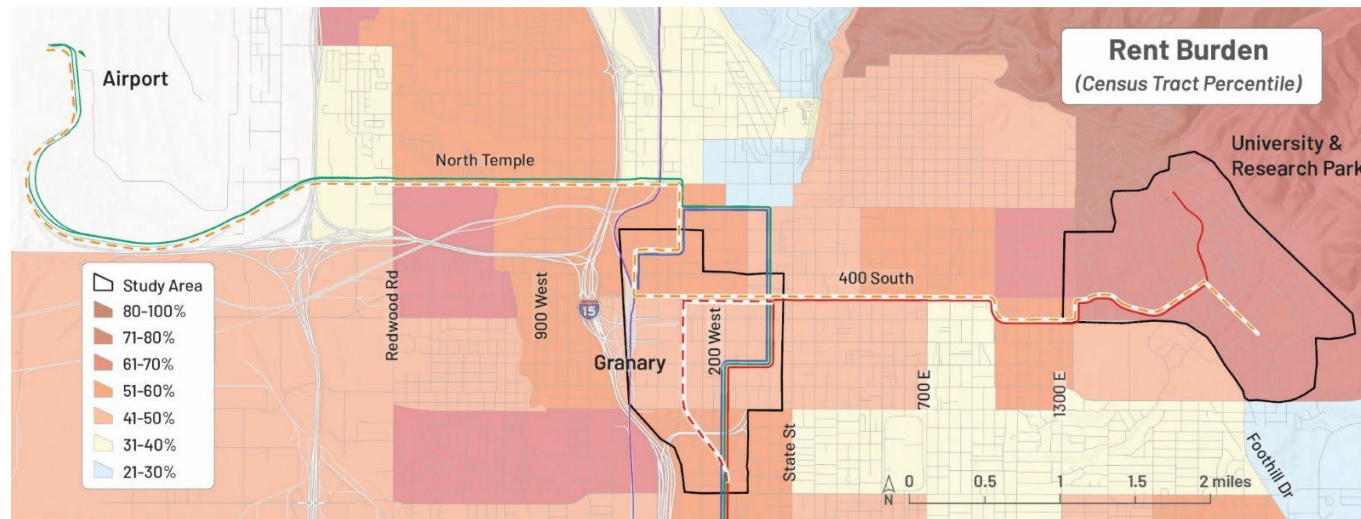 Rent Burden
(Census Tract Percentile)
Airport
University &
Research Park
North Temple
Study Area
80-100%
71-80%
61-70%
51-60%
41-50%
31-40%
21-30%
Redwood Rd
900 West
15
Granary
200 West
400 South
State St
700 E
1300 E
Foothill Dr
N
0 0.5 1 1.5 2 miles